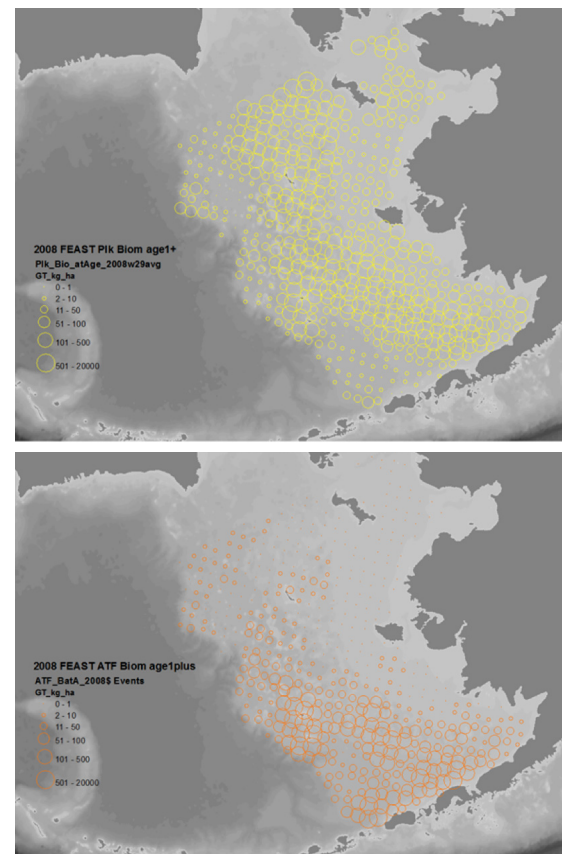 2008 FEAST Plk Biom age1+
Plk_Bio_atAge_2008w29avg
GT_kg_ha
0 - 1
2 - 10
11 - 50
51 - 100
101 - 500
501 - 20000
2008 FEAST ATF Biom age1plus
ATF_BatA_2008$ Events
GT_kg_ha
0 - 1
2 - 10
11 - 50
51 - 100
101 - 500
501 - 20000